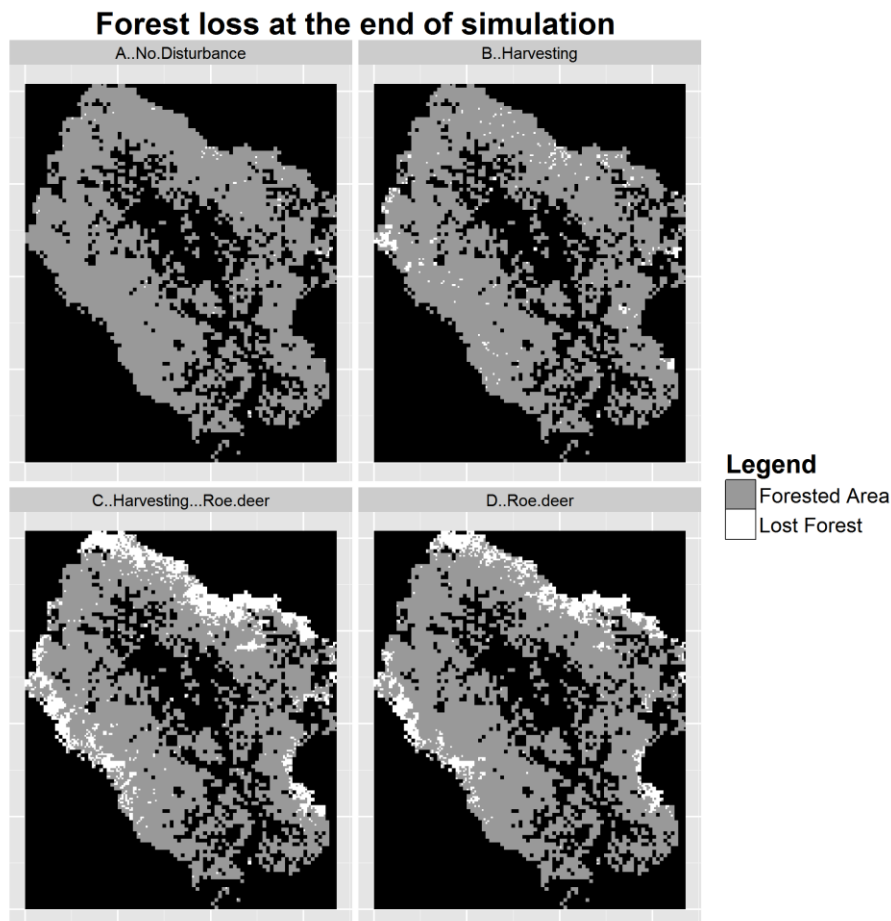 Forest loss at the end of simulation
A..No.Disturbance
B..Harvesting
C..Harvesting...Roe.deer
D..Roe.deer
Legend
Forested Area
Lost Forest